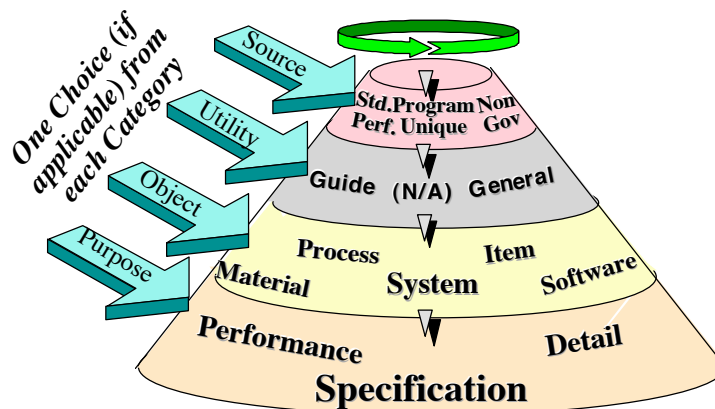 One Choice (if
applicable) from
each Category
Source
Std. Program Non
Perf. Unique Gov
Utility
Guide (N/A) General
Object
Process Item
Material System Software
Purpose
Performance Detail
Specification